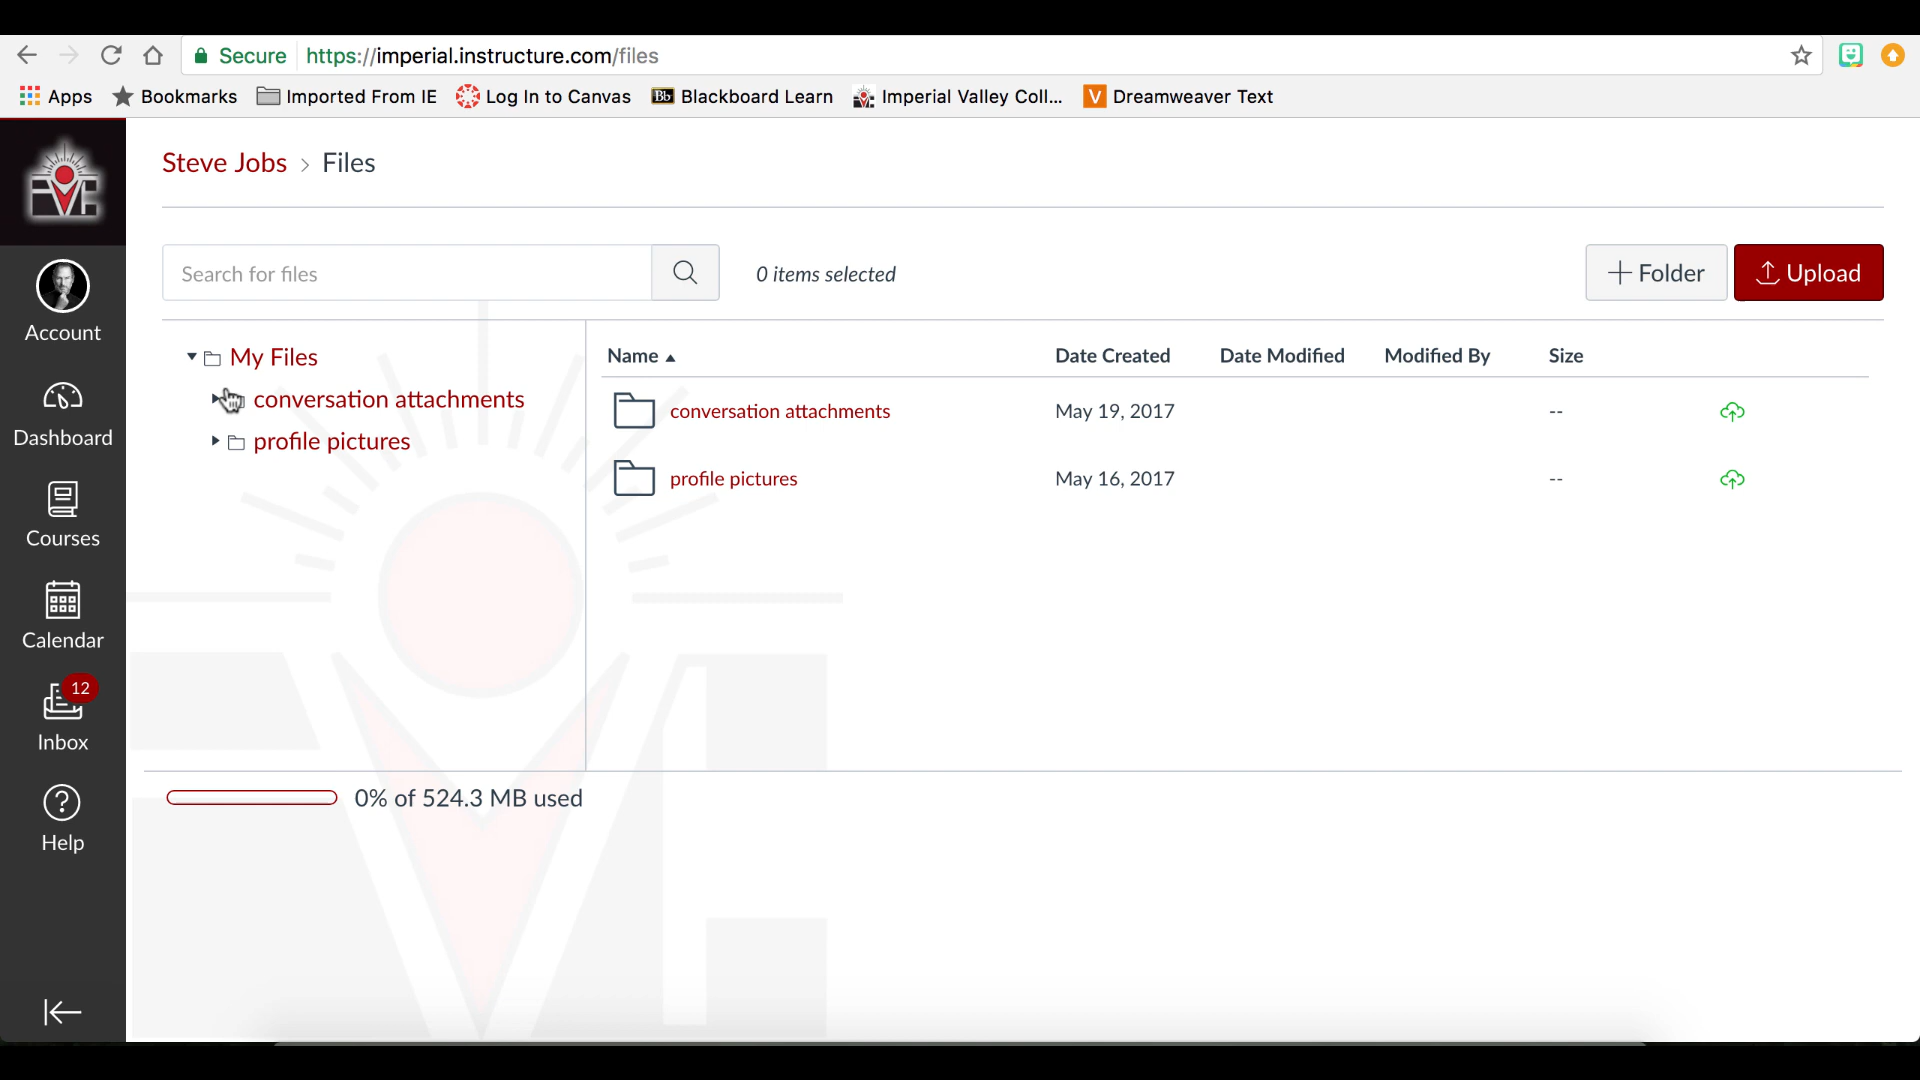 Secure https://imperial.instructure.com/files
Apps Bookmarks Imported From IE Log In to Canvas Bb Blackboard Learn Imperial Valley Coll... V Dreamweaver Text
Steve Jobs > Files
Search for files 0 items selected + Folder Upload
Account
Dashboard
Courses
Calendar
12
Inbox
Help
My Files
conversation attachments
profile pictures
Name Date Created Date Modified Modified By Size
conversation attachments May 19, 2017 --
profile pictures May 16, 2017 --
0% of 524.3 MB used